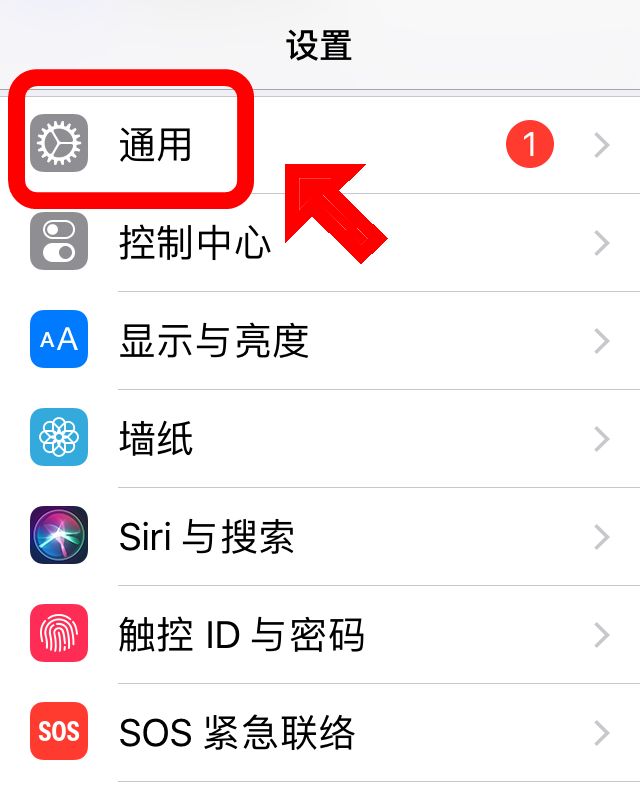 设置
通用
1
控制中心
AA
显示与亮度
墙纸
Siri 与搜索
触控 ID 与密码
SOS
SOS 紧急联络